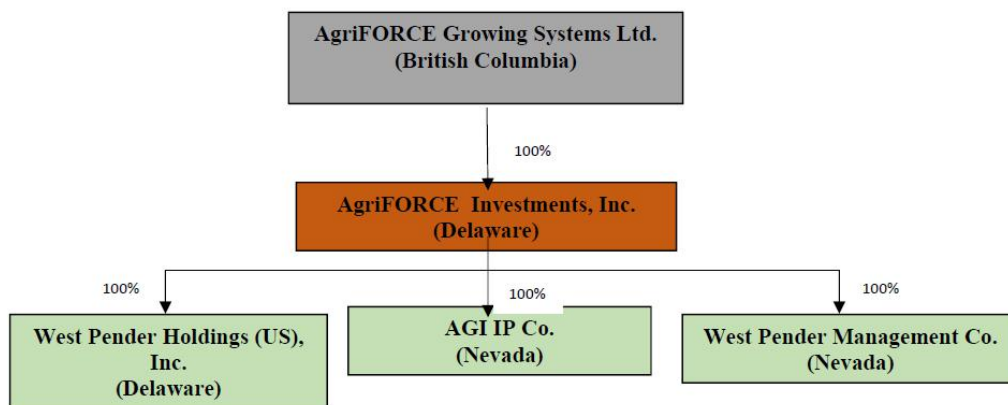 AgriFORCE Growing Systems Ltd.
(British Columbia)
100%
AgriFORCE Investments, Inc.
(Delaware)
100%
100%
100%
West Pender Holdings (US),
Inc.
(Delaware)
AGI IP Co.
(Nevada)
West Pender Management Co.
(Nevada)